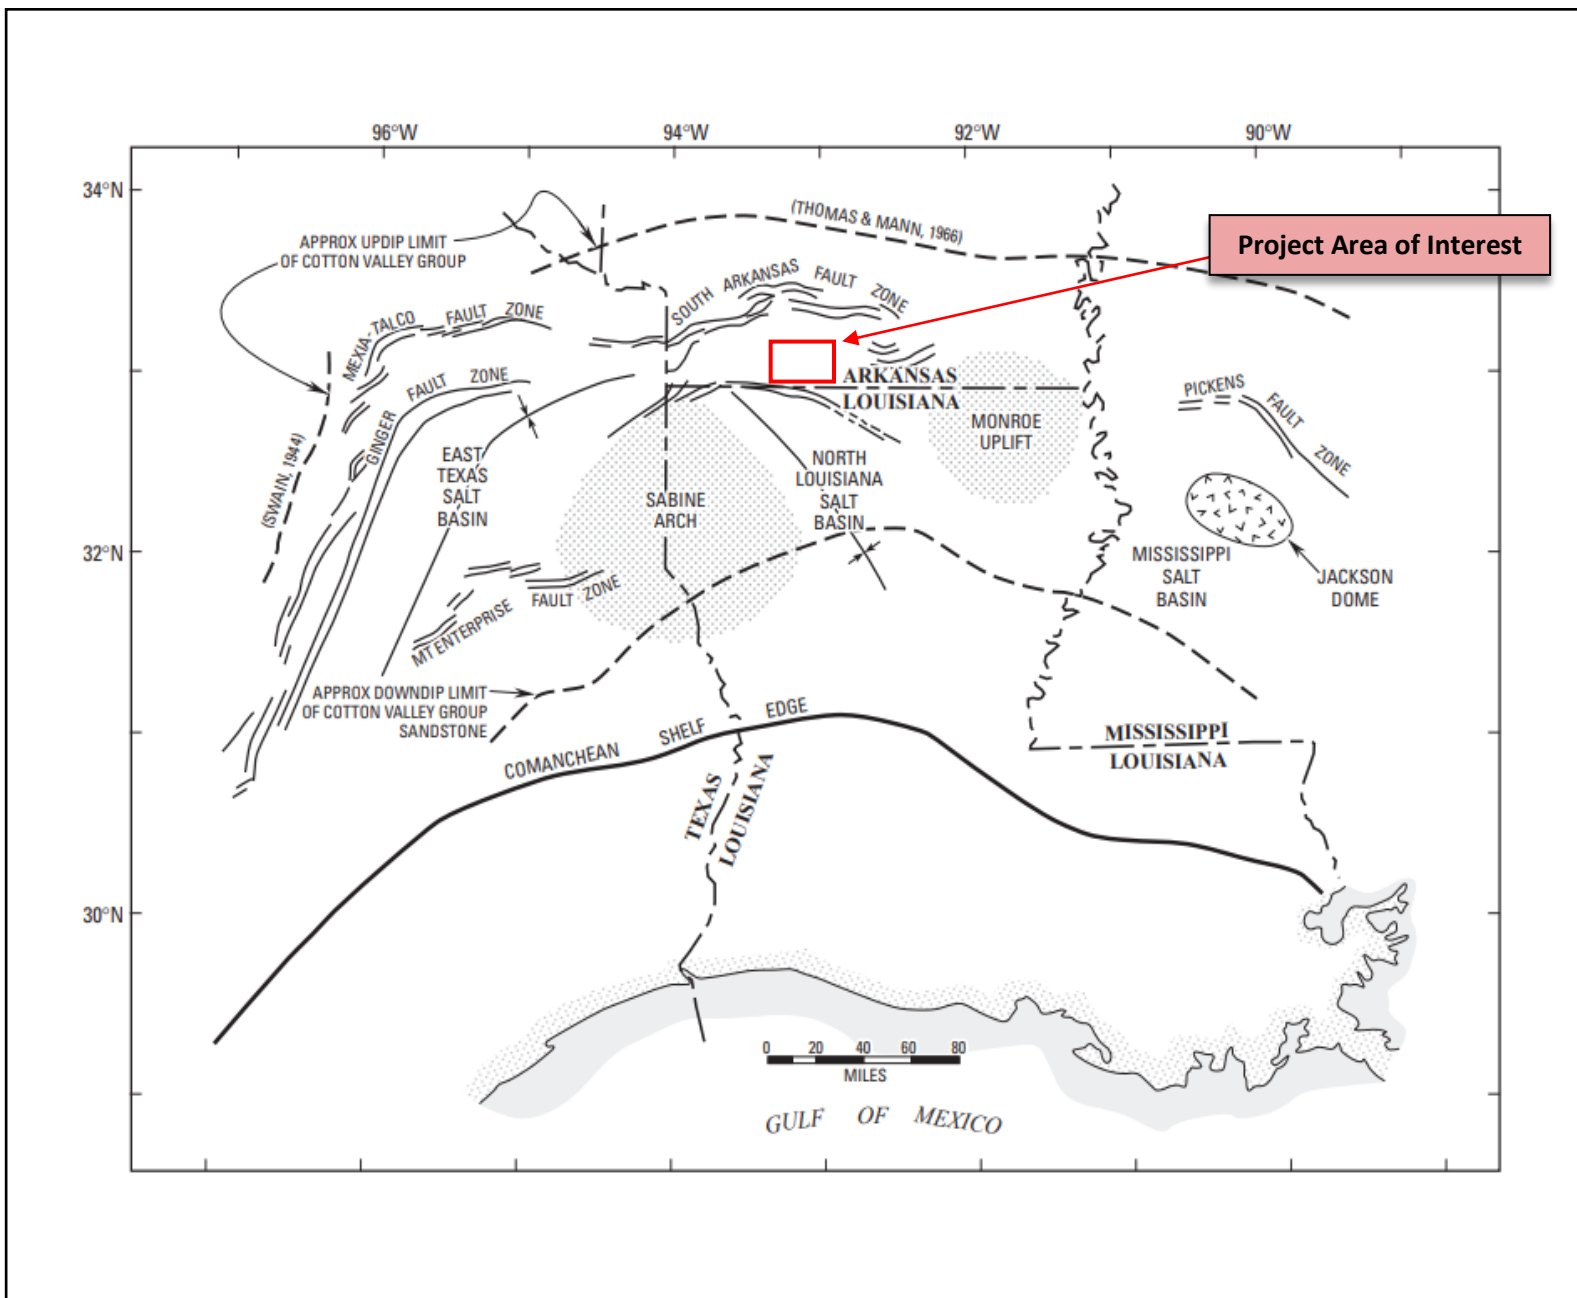 96°W
94°W
92°W
90°W
34°N
(THOMAS & MANN, 1966)
Project Area of Interest
APPROX UPDIP LIMIT
OF COTTON VALLEY GROUP
SOUTH ARKANSAS FAULT ZONE
MEXIA-TALCO FAULT ZONE
GINGER FAULT ZONE
ARKANSAS
LOUISIANA
PICKENS FAULT ZONE
MONROE
UPLIFT
(SWAIN, 1944)
EAST
TEXAS
SALT
BASIN
SABINE
ARCH
NORTH
LOUISIANA
SALT
BASIN
32°N
MISSISSIPPI
SALT
BASIN
JACKSON
DOME
MT ENTERPRISE FAULT ZONE
APPROX DOWNDIP LIMIT
OF COTTON VALLEY GROUP
SANDSTONE
COMANCHEAN SHELF EDGE
MISSISSIPPI
LOUISIANA
TEXAS
LOUISIANA
30°N
0 20 40 60 80
MILES
GULF OF MEXICO